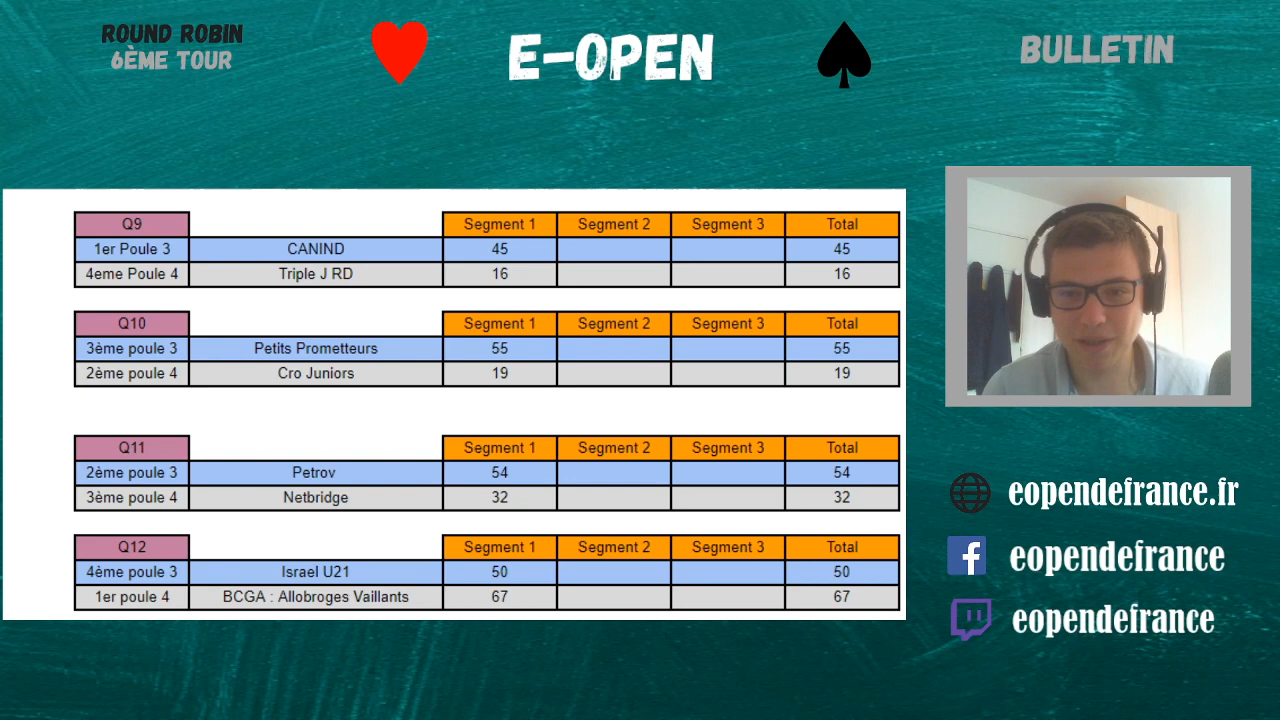 ROUND ROBIN
6ÈME TOUR
E-OPEN
BULLETIN
Q9 Segment 1 Segment 2 Segment 3 Total
1er Poule 3 CANIND 45 45
4eme Poule 4 Triple J RD 16 16
Q10 Segment 1 Segment 2 Segment 3 Total
3ème poule 3 Petits Prometteurs 55 55
2ème poule 4 Cro Juniors 19 19
Q11 Segment 1 Segment 2 Segment 3 Total
2ème poule 3 Petrov 54 54
3ème poule 4 Netbridge 32 32
Q12 Segment 1 Segment 2 Segment 3 Total
4ème poule 3 Israel U21 50 50
1er poule 4 BCGA : Allobroges Vaillants 67 67
eopendefrance.fr
eopendefrance
eopendefrance